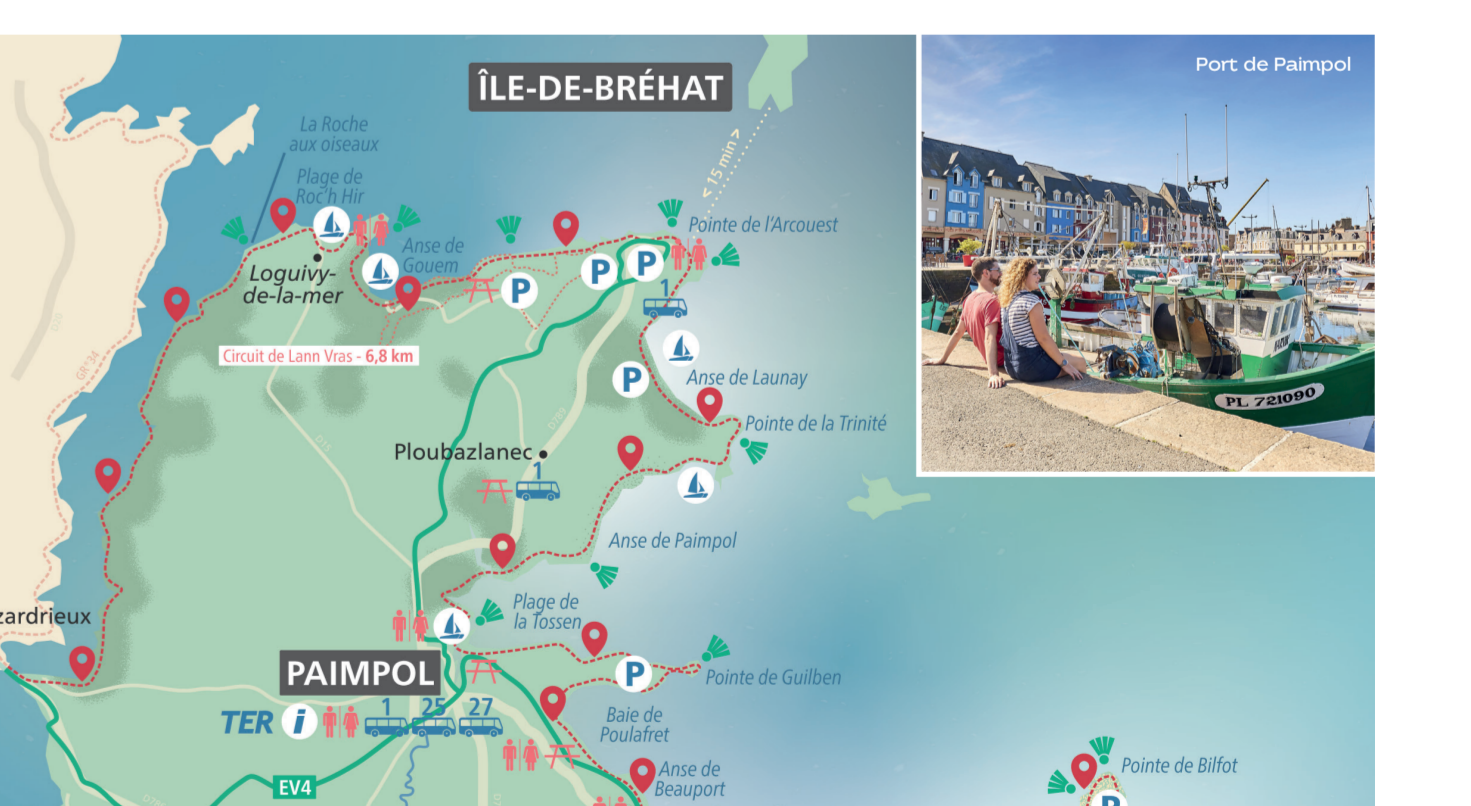 ÎLE-DE-BRÉHAT
Port de Paimpol
La Roche
aux oiseaux
Plage de
Roc'h Hir
< 15 min >
Pointe de l'Arcouest
Anse de
Gouem
Loguivy-
de-la-mer
P
P
P
1
D20
GR®34
Circuit de Lann Vras - 6,8 km
P
Anse de Launay
PL 721090
D15
D789
Pointe de la Trinité
Ploubazlanec
1
Anse de Paimpol
zardrieux
Plage de
la Tossen
PAIMPOL
P
Pointe de Guilben
TER i 1 25 27
Baie de
Poulafret
Anse de
Beauport
Pointe de Bilfot
EV4
P